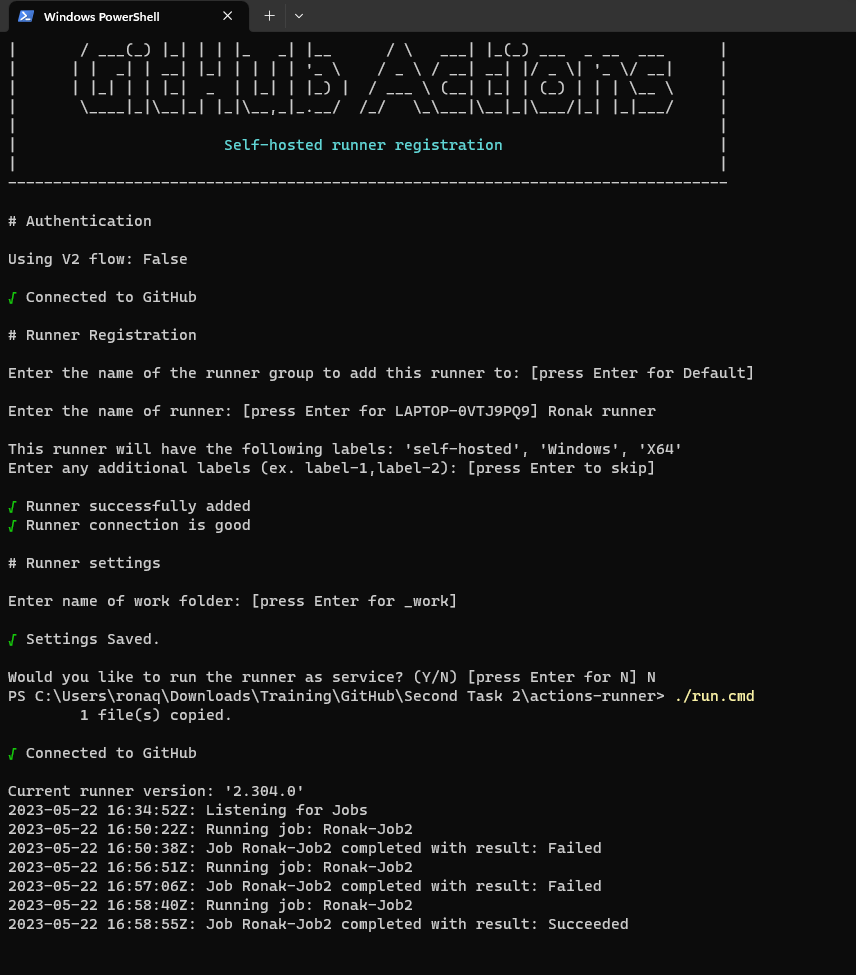 Windows PowerShell
GitHub Actions
Self-hosted runner registration
# Authentication
Using V2 flow: False
√ Connected to GitHub
# Runner Registration
Enter the name of the runner group to add this runner to: [press Enter for Default]
Enter the name of runner: [press Enter for LAPTOP-0VTJ9PQ9] Ronak runner
This runner will have the following labels: 'self-hosted', 'Windows', 'X64'
Enter any additional labels (ex. label-1,label-2): [press Enter to skip]
√ Runner successfully added
√ Runner connection is good
# Runner settings
Enter name of work folder: [press Enter for _work]
√ Settings Saved.
Would you like to run the runner as service? (Y/N) [press Enter for N] N
PS C:\Users\ronaq\Downloads\Training\GitHub\Second Task 2\actions-runner> ./run.cmd
1 file(s) copied.
√ Connected to GitHub
Current runner version: '2.304.0'
2023-05-22 16:34:52Z: Listening for Jobs
2023-05-22 16:50:22Z: Running job: Ronak-Job2
2023-05-22 16:50:38Z: Job Ronak-Job2 completed with result: Failed
2023-05-22 16:56:51Z: Running job: Ronak-Job2
2023-05-22 16:57:06Z: Job Ronak-Job2 completed with result: Failed
2023-05-22 16:58:40Z: Running job: Ronak-Job2
2023-05-22 16:58:55Z: Job Ronak-Job2 completed with result: Succeeded